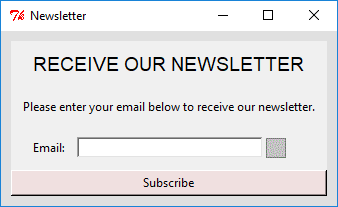 Newsletter
RECEIVE OUR NEWSLETTER
Please enter your email below to receive our newsletter.
Email:
Subscribe